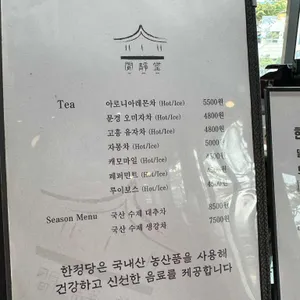 閒靜堂
Tea 아로니아레몬차 (Hot/Ice) 5500원
문경 오미자차 (Hot/Ice) 4800원
고흥 유자차 (Hot/Ice) 4800원
자몽차 (Hot/Ice) 5000
캐모마일 (Hot/Ice)
페퍼민트 (Hot/Ice)
루이보스 (Hot/Ice)
Season Menu 국산 수제 대추차 8500원
국산 수제 생강차 7500원
한정당은 국내산 농산품을 사용해
건강하고 신선한 음료를 제공합니다